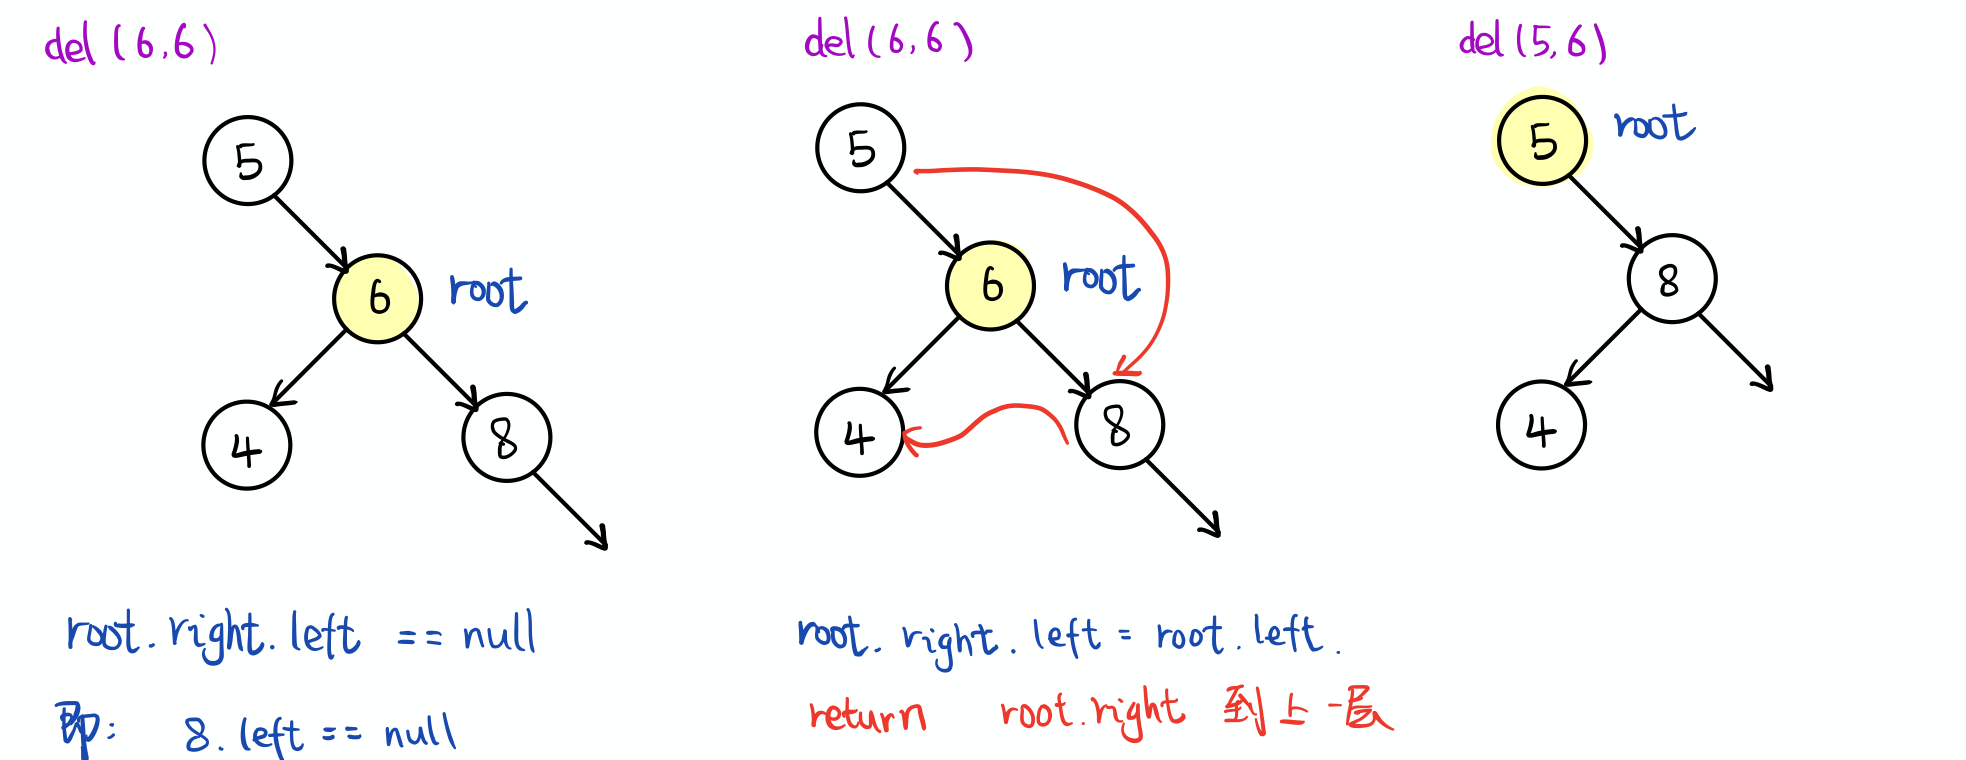 del (6,6)
5
6
root
4
8
root.right.left == null
即: 8.left == null
del (6,6)
5
6
root
4
8
root.right.left = root.left.
return root.right 到上一层
del (5,6)
5
root
8
4